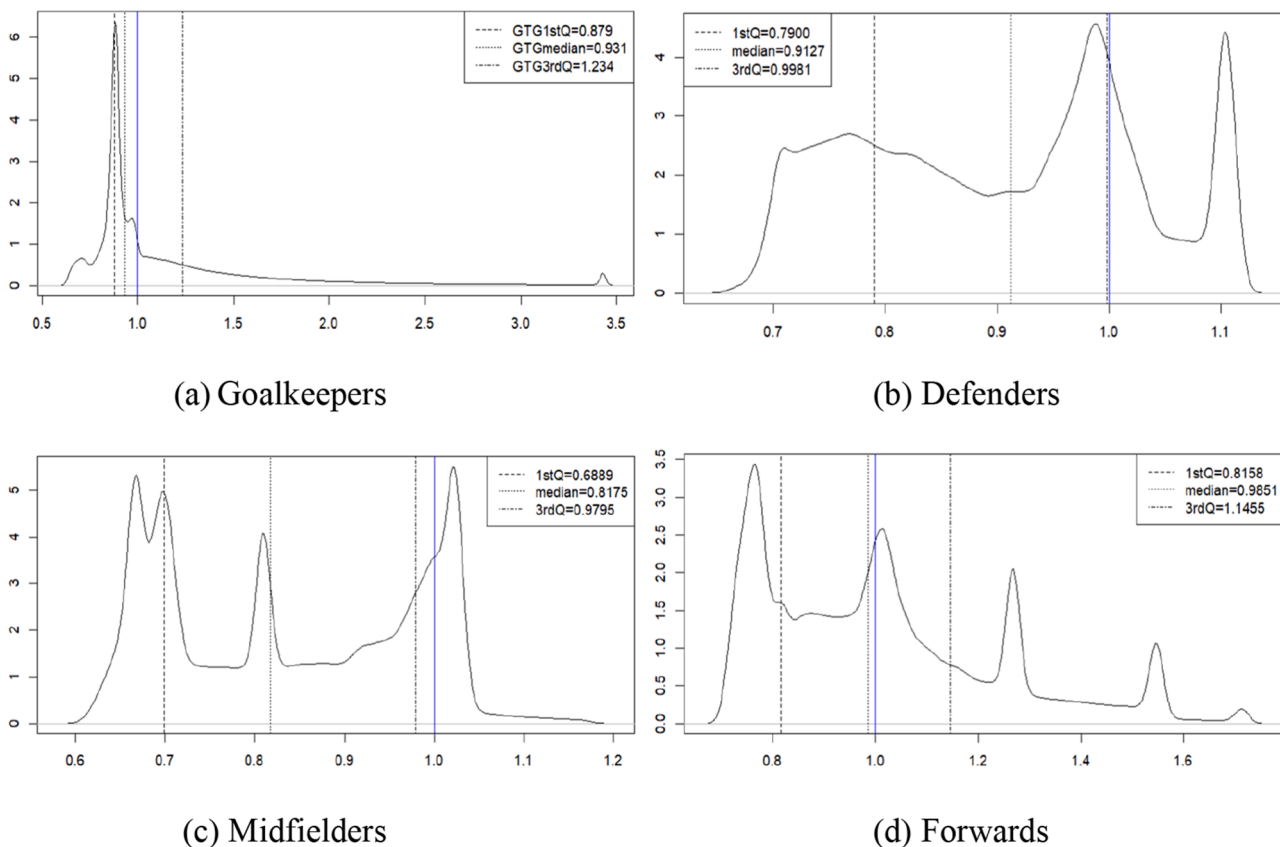 GTG1stQ=0.879
GTGmedian=0.931
GTG3rdQ=1.234
6
5
4
3
2
1
0
0.5 1.0 1.5 2.0 2.5 3.0 3.5
(a) Goalkeepers
1stQ=0.7900
median=0.9127
3rdQ=0.9981
4
3
2
1
0
0.7 0.8 0.9 1.0 1.1
(b) Defenders
1stQ=0.6889
median=0.8175
3rdQ=0.9795
5
4
3
2
1
0
0.6 0.7 0.8 0.9 1.0 1.1 1.2
(c) Midfielders
1stQ=0.8158
median=0.9851
3rdQ=1.1455
3.5
3.0
2.5
2.0
1.5
1.0
0.5
0.0
0.8 1.0 1.2 1.4 1.6
(d) Forwards